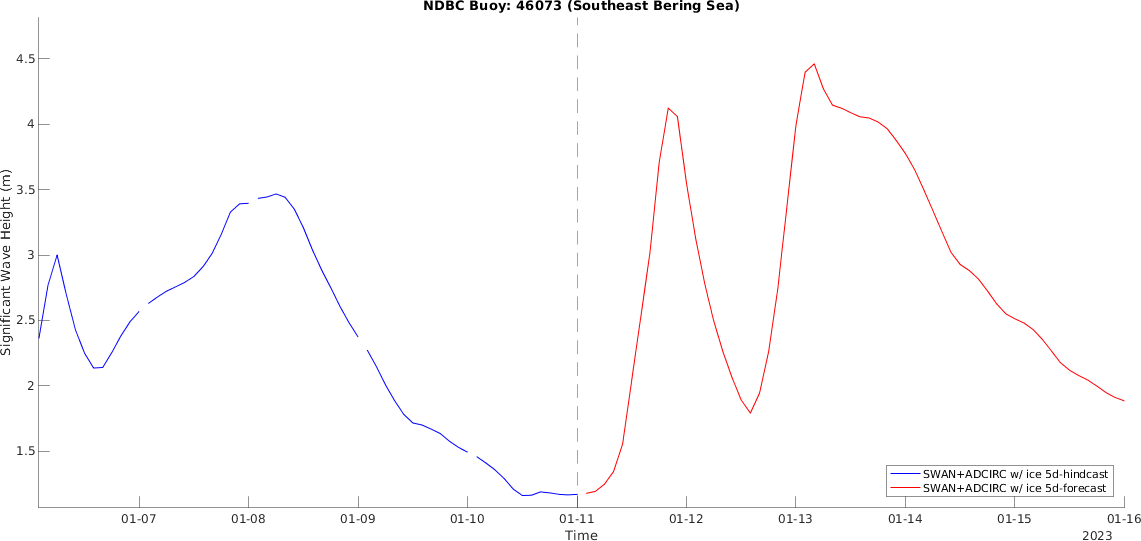 NDBC Buoy: 46073 (Southeast Bering Sea)
Significant Wave Height (m)
4.5
4
3.5
3
2.5
2
1.5
SWAN+ADCIRC w/ ice 5d-hindcast
SWAN+ADCIRC w/ ice 5d-forecast
01-07 01-08 01-09 01-10 01-11 01-12 01-13 01-14 01-15 01-16
Time
2023